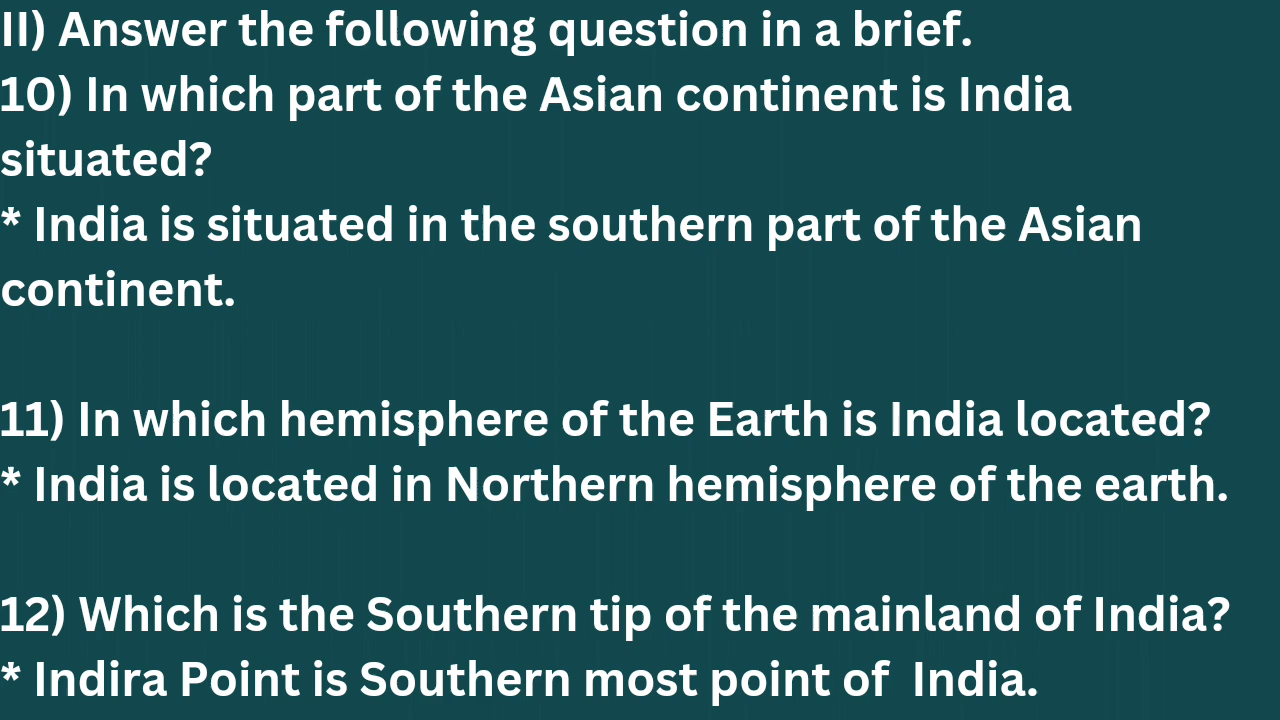 II) Answer the following question in a brief.
10) In which part of the Asian continent is India
situated?
* India is situated in the southern part of the Asian
continent.
11) In which hemisphere of the Earth is India located?
* India is located in Northern hemisphere of the earth.
12) Which is the Southern tip of the mainland of India?
* Indira Point is Southern most point of  India.